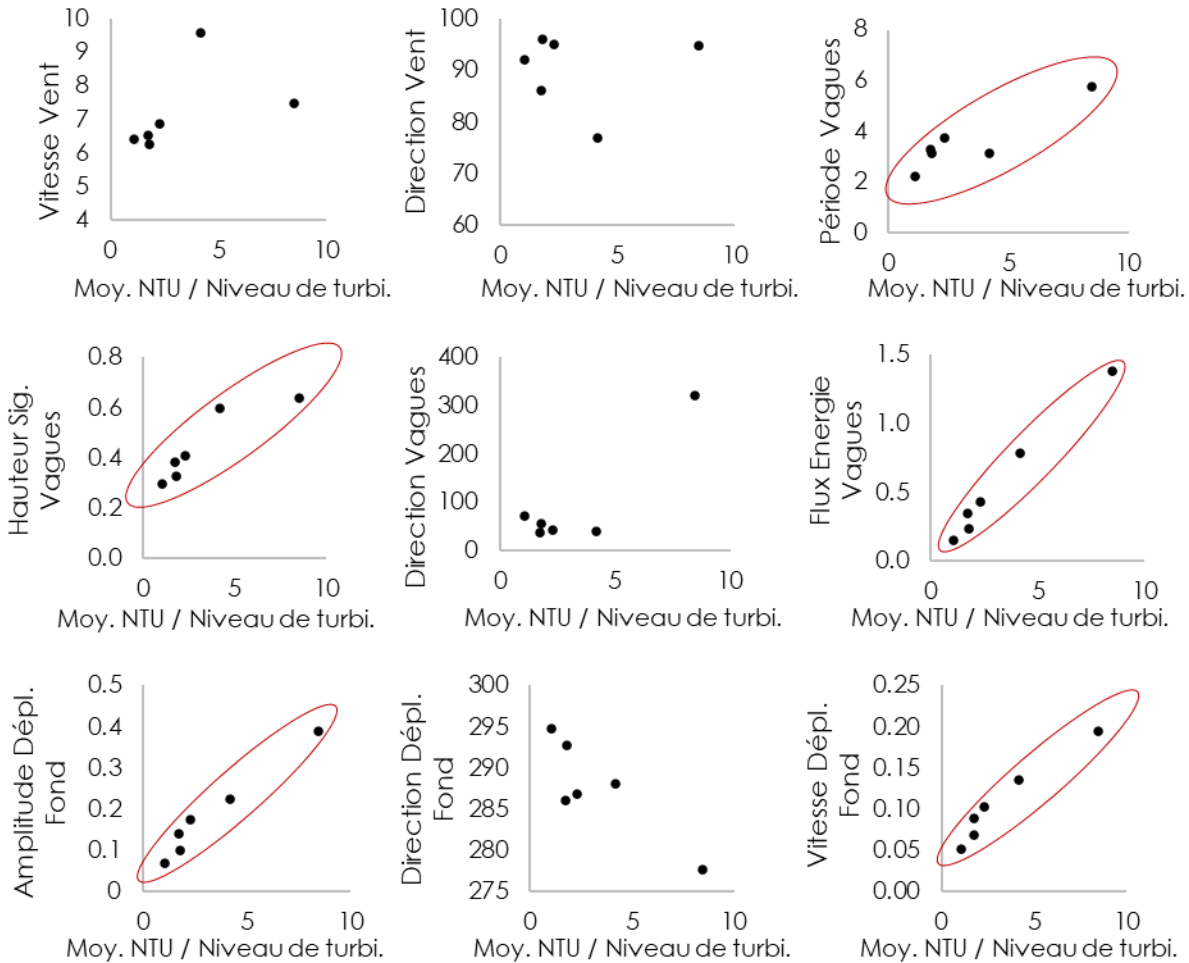 Vitesse Vent
10
9
8
7
6
5
4
0 5 10
Moy. NTU / Niveau de turbi.
Direction Vent
100
90
80
70
60
0 5 10
Moy. NTU / Niveau de turbi.
Période Vagues
8
6
4
2
0
0 5 10
Moy. NTU / Niveau de turbi.
Hauteur Sig.
Vagues
0.8
0.6
0.4
0.2
0.0
0 5 10
Moy. NTU / Niveau de turbi.
Direction Vagues
400
300
200
100
0
0 5 10
Moy. NTU / Niveau de turbi.
Flux Energie
Vagues
1.5
1.0
0.5
0.0
0 5 10
Moy. NTU / Niveau de turbi.
Amplitude Dépl.
Fond
0.5
0.4
0.3
0.2
0.1
0
0 5 10
Moy. NTU / Niveau de turbi.
Direction Dépl.
Fond
300
295
290
285
280
275
0 5 10
Moy. NTU / Niveau de turbi.
Vitesse Dépl.
Fond
0.25
0.20
0.15
0.10
0.05
0.00
0 5 10
Moy. NTU / Niveau de turbi.